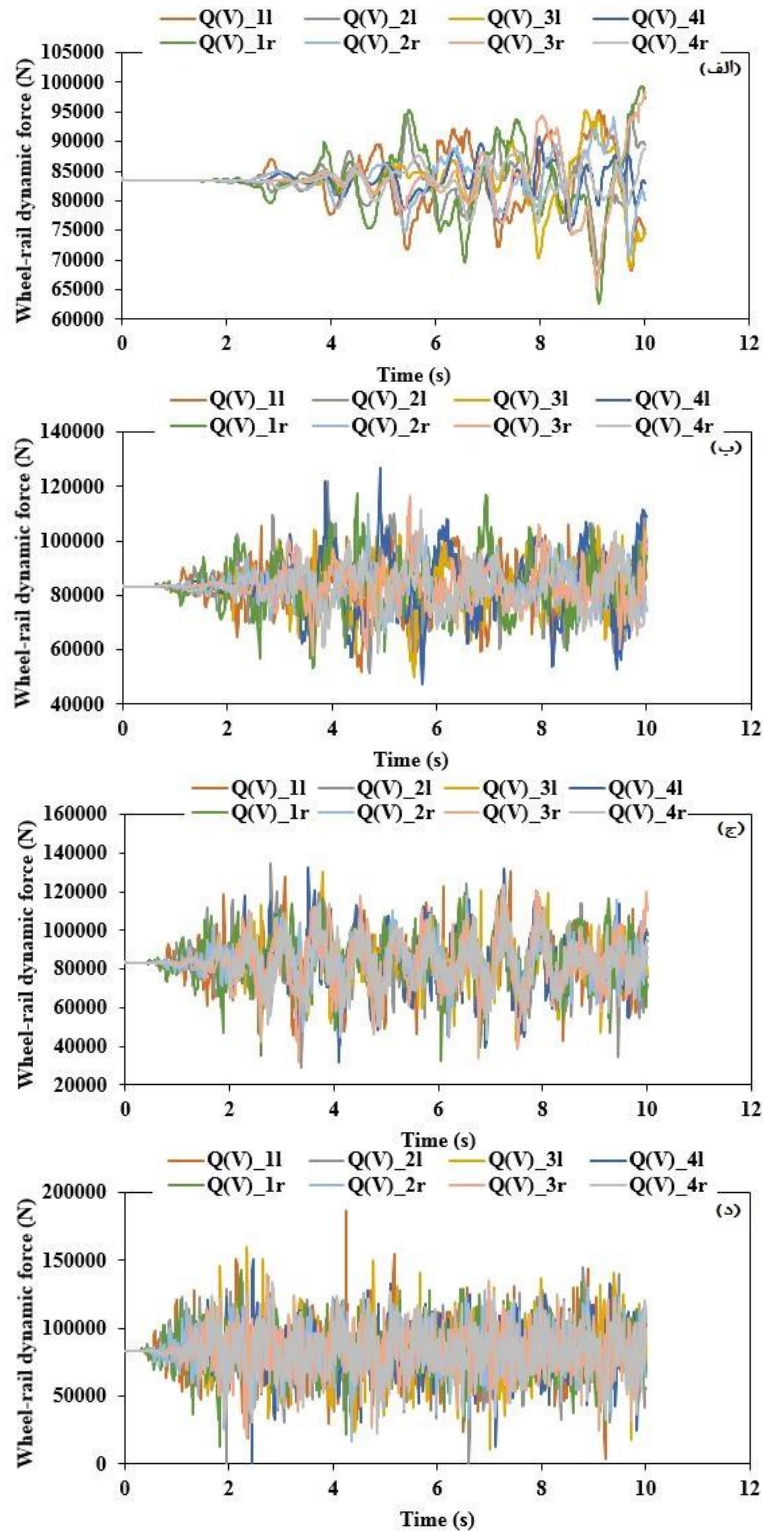 Q(V)_1l Q(V)_2l Q(V)_3l Q(V)_4l
Q(V)_1r Q(V)_2r Q(V)_3r Q(V)_4r
(الف)
Wheel-rail dynamic force (N)
105000
100000
95000
90000
85000
80000
75000
70000
65000
60000
0 2 4 6 8 10 12
Time (s)
Q(V)_1l Q(V)_2l Q(V)_3l Q(V)_4l
Q(V)_1r Q(V)_2r Q(V)_3r Q(V)_4r
(ب)
Wheel-rail dynamic force (N)
140000
120000
100000
80000
60000
40000
0 2 4 6 8 10 12
Time (s)
Q(V)_1l Q(V)_2l Q(V)_3l Q(V)_4l
Q(V)_1r Q(V)_2r Q(V)_3r Q(V)_4r
(ج)
Wheel-rail dynamic force (N)
160000
140000
120000
100000
80000
60000
40000
20000
0 2 4 6 8 10 12
Time (s)
Q(V)_1l Q(V)_2l Q(V)_3l Q(V)_4l
Q(V)_1r Q(V)_2r Q(V)_3r Q(V)_4r
(د)
Wheel-rail dynamic force (N)
200000
150000
100000
50000
0
0 2 4 6 8 10 12
Time (s)